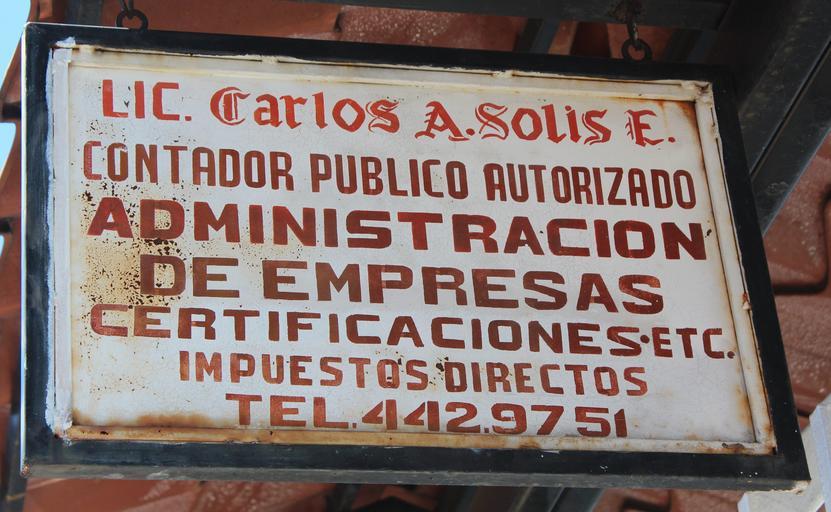 LIC. Carlos A. Solis E.
CONTADOR PUBLICO AUTORIZADO
ADMINISTRACION
DE EMPRESAS
CERTIFICACIONES·ETC.
IMPUESTOS DIRECTOS
TEL. 442.9751